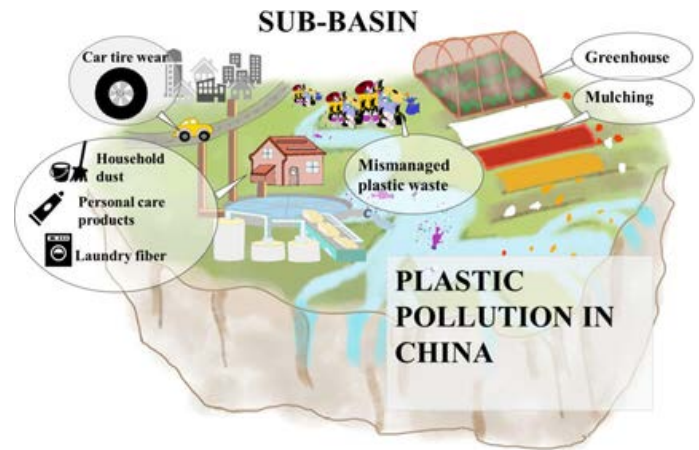 SUB-BASIN
Car tire wear
Greenhouse
Mulching
Household
dust
Personal care
products
Laundry fiber
Mismanaged
plastic waste
PLASTIC
POLLUTION IN
CHINA